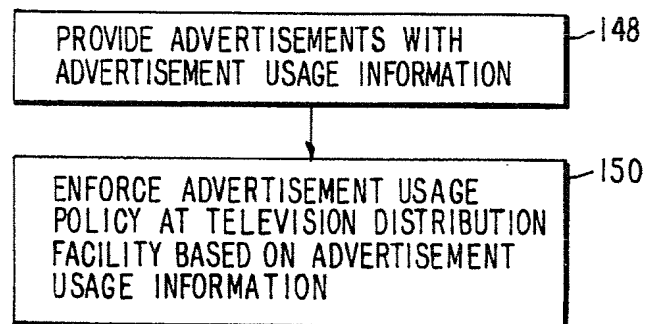 PROVIDE ADVERTISEMENTS WITH
ADVERTISEMENT USAGE INFORMATION
148
ENFORCE ADVERTISEMENT USAGE
POLICY AT TELEVISION DISTRIBUTION
FACILITY BASED ON ADVERTISEMENT
USAGE INFORMATION
150